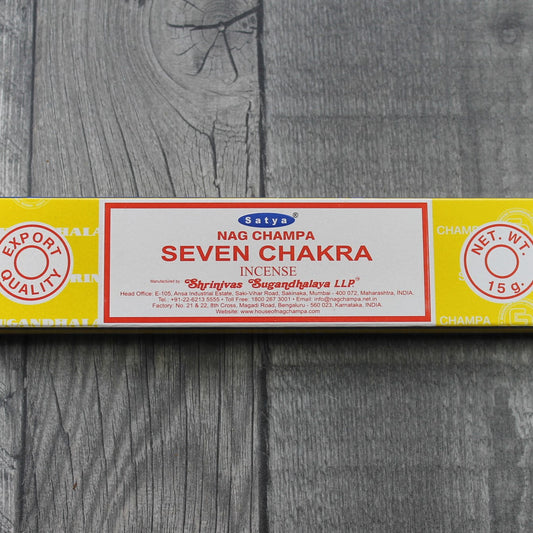 Satya®
NAG CHAMPA
SEVEN CHAKRA
INCENSE
Manufactured by : Shrinivas Sugandhalaya LLP.®
Head Office: E-105, Ansa Industrial Estate, Saki-Vihar Road, Sakinaka, Mumbai - 400 072, Maharashtra, INDIA.
Tel.: +91-22-6213 5555 • Toll Free: 1800 287 3001 • Email: info@nagchampa.net.in
Factory: No. 21 & 22, 8th Cross, Magadi Road, Bengaluru - 560 023, Karnataka, INDIA.
Website: www.houseofnagchampa.com
EXPORT
QUALITY
NET. WT.
15 g.
CHAMPA
CHAMPA